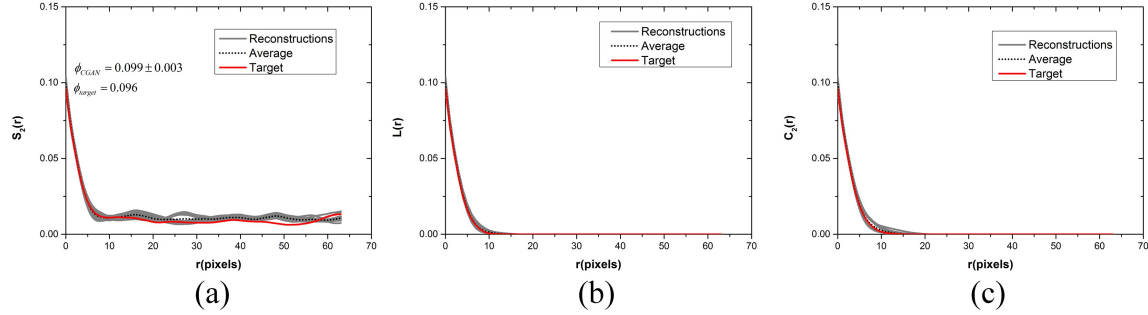 0.15
0.10
0.05
0.00
S₂(r)
Reconstructions
Average
Target
ϕ_CGAN = 0.099 ± 0.003
ϕ_target = 0.096
0 10 20 30 40 50 60 70
r(pixels)
(a)
0.15
0.10
0.05
0.00
L(r)
Reconstructions
Average
Target
0 10 20 30 40 50 60 70
r(pixels)
(b)
0.15
0.10
0.05
0.00
C₂(r)
Reconstructions
Average
Target
0 10 20 30 40 50 60 70
r(pixels)
(c)